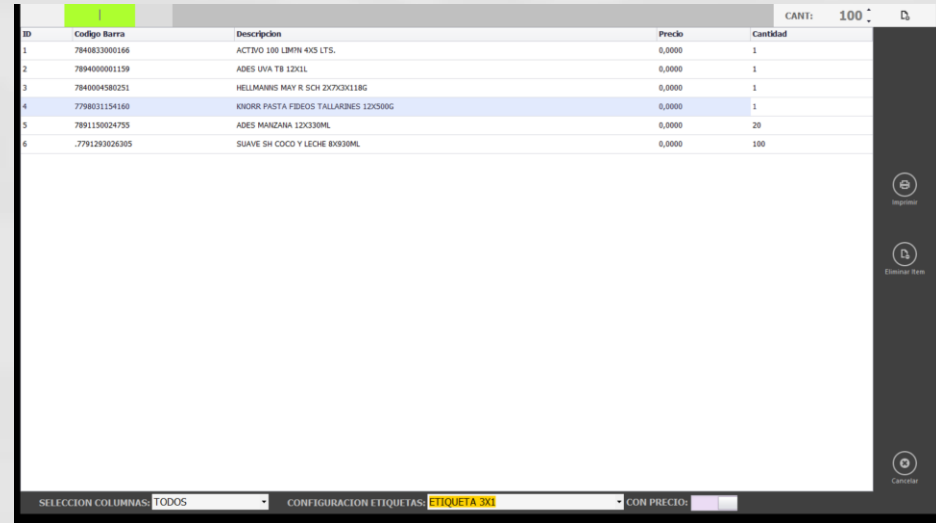 CANT: 100
ID Codigo Barra Descripcion Precio Cantidad
1 7840833000166 ACTIVO 100 LIM?N 4X5 LTS. 0,0000 1
2 7894000001159 ADES UVA TB 12X1L 0,0000 1
3 7840004580251 HELLMANNS MAY R SCH 2X7X3X118G 0,0000 1
4 7798031154160 KNORR PASTA FIDEOS TALLARINES 12X500G 0,0000 1
5 7891150024755 ADES MANZANA 12X330ML 0,0000 20
6 .7791293026305 SUAVE SH COCO Y LECHE 8X930ML 0,0000 100
Imprimir
Eliminar Item
Cancelar
SELECCION COLUMNAS: TODOS CONFIGURACION ETIQUETAS: ETIQUETA 3X1 CON PRECIO: